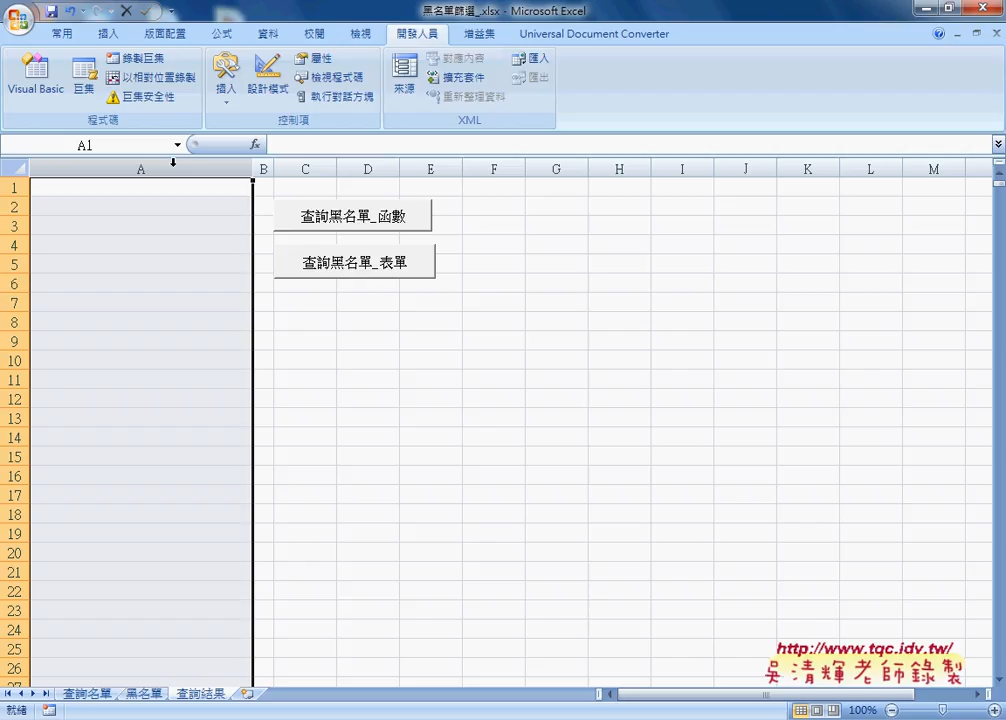 黑名單篩選_.xlsx - Microsoft Excel
常用 插入 版面配置 公式 資料 校閱 檢視 開發人員 增益集 Universal Document Converter
Visual Basic 巨集 錄製巨集 以相對位置錄製 巨集安全性 程式碼
插入 設計模式 屬性 檢視程式碼 執行對話方塊 控制項
來源 對應內容 擴充套件 重新整理資料 匯入 匯出 XML
A1 fx
A B C D E F G H I J K L M
1
2
查詢黑名單_函數
3
4
5
查詢黑名單_表單
6
7
8
9
10
11
12
13
14
15
16
17
18
19
20
21
22
23
24
25
26
27
http://www.tqc.idv.tw/
吳清輝老師錄製
查詢名單 黑名單 查詢結果
就緒 100%